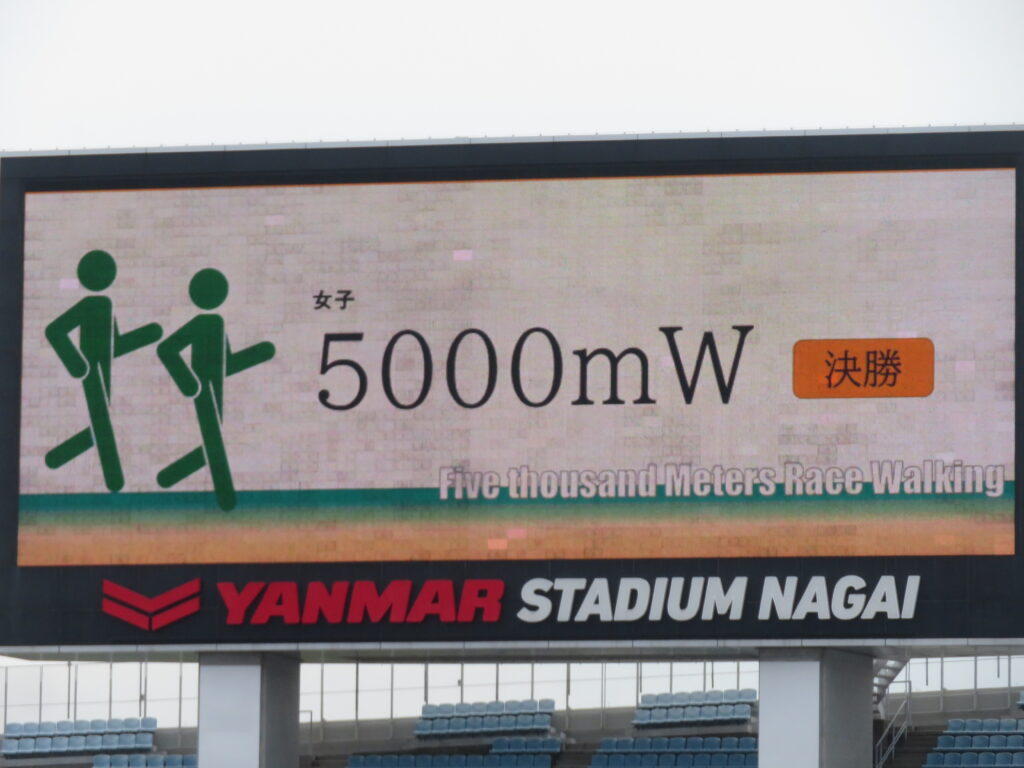 女子
5000mW 決勝
Five thousand Meters Race Walking
YANMAR STADIUM NAGAI